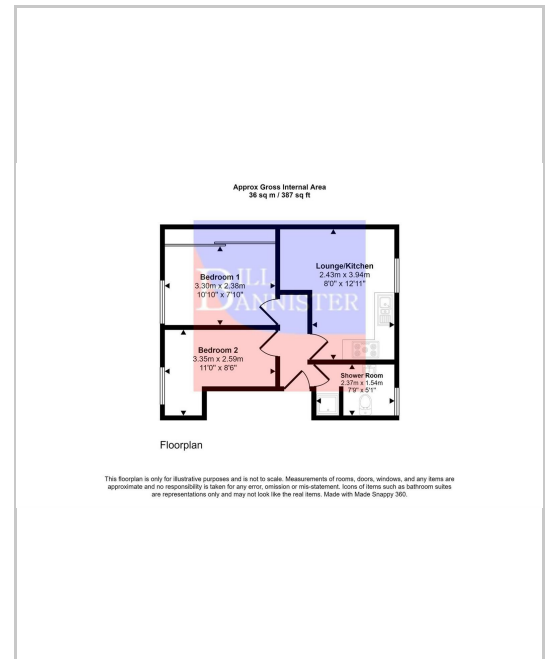 Approx Gross Internal Area
36 sq m / 387 sq ft
JILL
DANNISTER
Bedroom 1
3.30m x 2.38m
10'10" x 7'10"
Lounge/Kitchen
2.43m x 3.94m
8'0" x 12'11"
Bedroom 2
3.35m x 2.59m
11'0" x 8'6"
Shower Room
2.37m x 1.54m
7'9" x 5'1"
Floorplan
This floorplan is only for illustrative purposes and is not to scale. Measurements of rooms, doors, windows, and any items are
approximate and no responsibility is taken for any error, omission or mis-statement. Icons of items such as bathroom suites
are representations only and may not look like the real items. Made with Made Snappy 360.